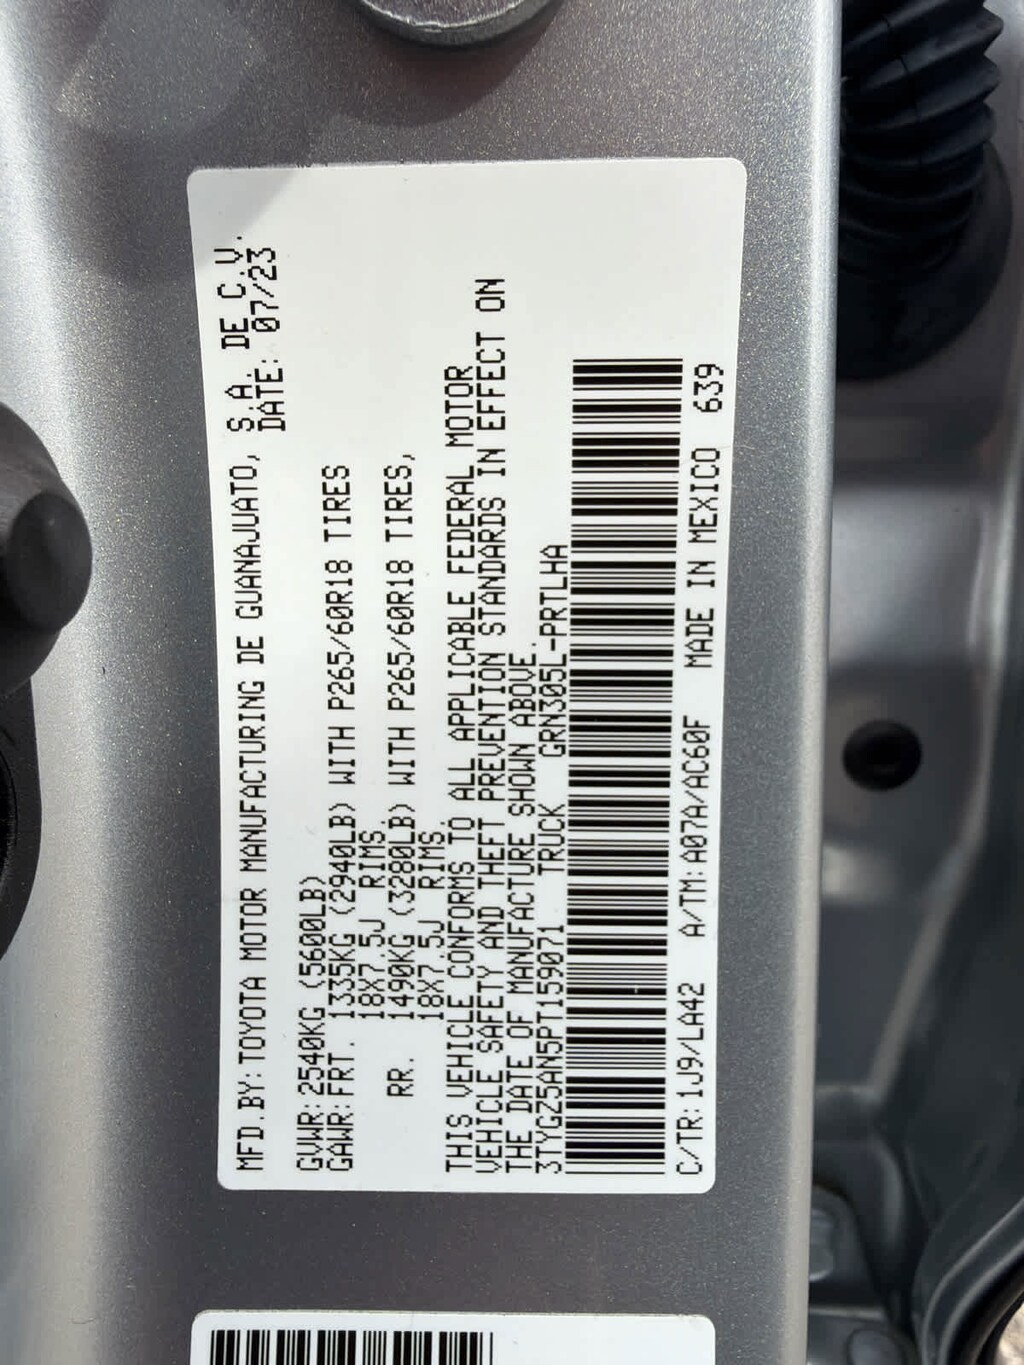 MFD.BY:TOYOTA MOTOR MANUFACTURING DE GUANAJUATO, S.A. DE C.V.
DATE: 07/23
GVWR:2540KG (5600LB)
GAWR:FRT. 1335KG (2940LB) WITH P265/60R18 TIRES
18X7.5J RIMS.
RR. 1490KG (3280LB) WITH P265/60R18 TIRES,
18X7.5J RIMS.
THIS VEHICLE CONFORMS TO ALL APPLICABLE FEDERAL MOTOR
VEHICLE SAFETY AND THEFT PREVENTION STANDARDS IN EFFECT ON
THE DATE OF MANUFACTURE SHOWN ABOVE.
3TYGZ5AN5PT159071 TRUCK GRN305L-PRTLHA
C/TR:1J9/LA42 A/TM:A07A/AC60F MADE IN MEXICO 639